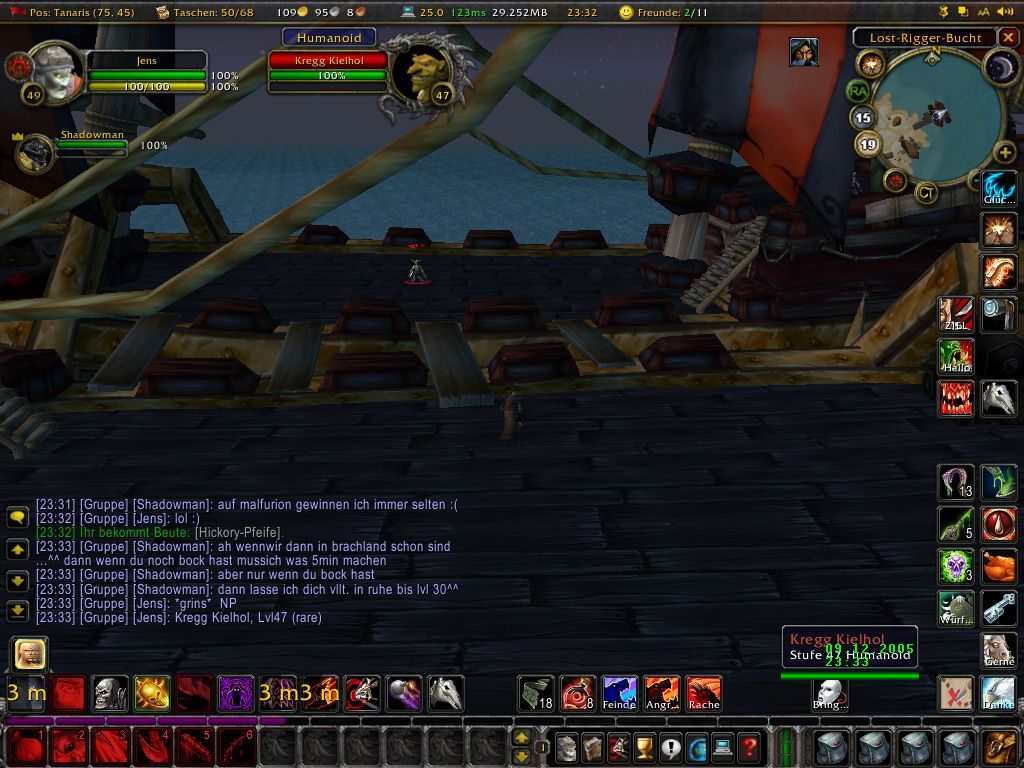 Pos: Tanaris (75, 45) Taschen: 50/68 109 95 8 25.0 123ms 29.252MB 23:32 Freunde: 2/11
Humanoid
Lost-Rigger-Bucht
Jens
Kregg Kielhol
100%
100%
100/100
100%
49
47
RA
15
19
Shadowman
100%
CT
ZIEL
Hallo
13
5
3
Würf...
[23:31] [Gruppe] [Shadowman]: auf malfurion gewinnen ich immer selten :(
[23:32] [Gruppe] [Jens]: lol :)
[23:32] Ihr bekommt Beute: [Hickory-Pfeife].
[23:33] [Gruppe] [Shadowman]: ah wennwir dann in brachland schon sind
...^^ dann wenn du noch bock hast mussich was 5min machen
[23:33] [Gruppe] [Shadowman]: aber nur wenn du bock hast
[23:33] [Gruppe] [Shadowman]: dann lasse ich dich vllt. in ruhe bis lvl 30^^
[23:33] [Gruppe] [Jens]: *grins* NP
[23:33] [Gruppe] [Jens]: Kregg Kielhol, Lvl47 (rare)
Kregg Kielhol
Stufe 47 Humanoid
09.12.2005
23:33
Gerne
3 m 3 m 3 m 18 8 Feinde Angr... Rache Bring... Danke
1 2 3 4 5 6 1